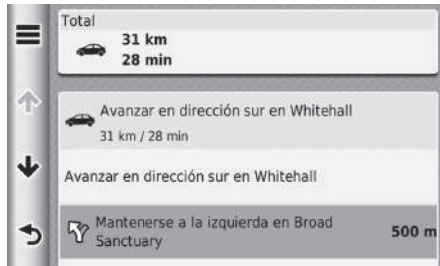 Total
31 km
28 min
Avanzar en dirección sur en Whitehall
31 km / 28 min
Avanzar en dirección sur en Whitehall
Mantenerse a la izquierda en Broad
Sanctuary
500 m